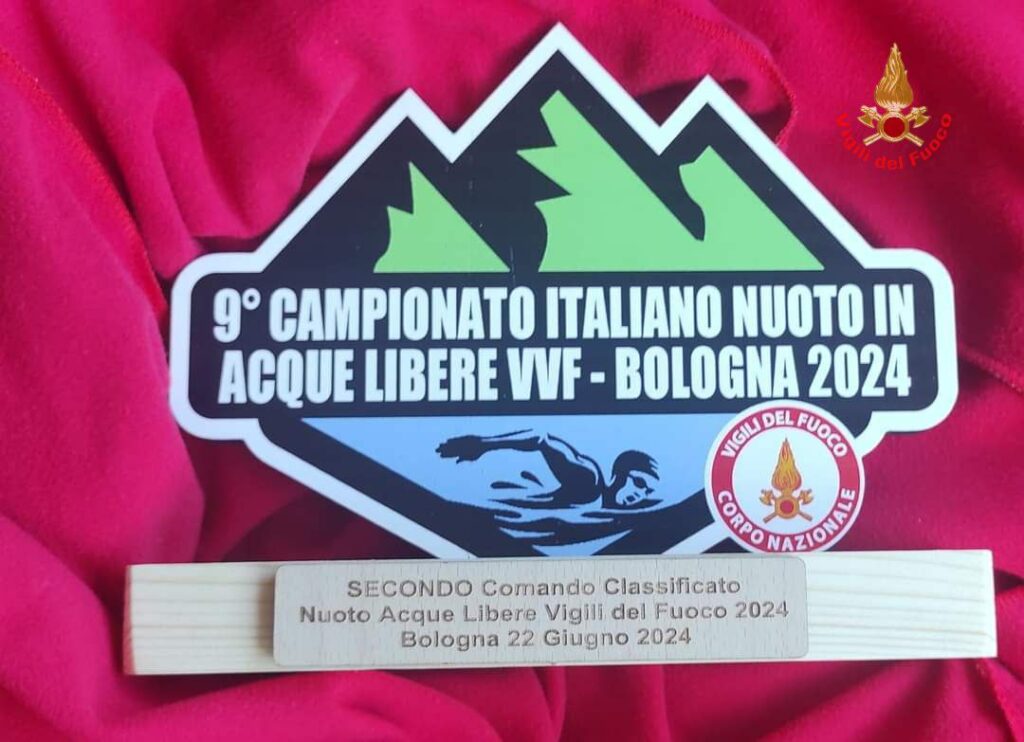 Vigili del Fuoco
9° CAMPIONATO ITALIANO NUOTO IN
ACQUE LIBERE VVF - BOLOGNA 2024
VIGILI DEL FUOCO
CORPO NAZIONALE
SECONDO Comando Classificato
Nuoto Acque Libere Vigili del Fuoco 2024
Bologna 22 Giugno 2024